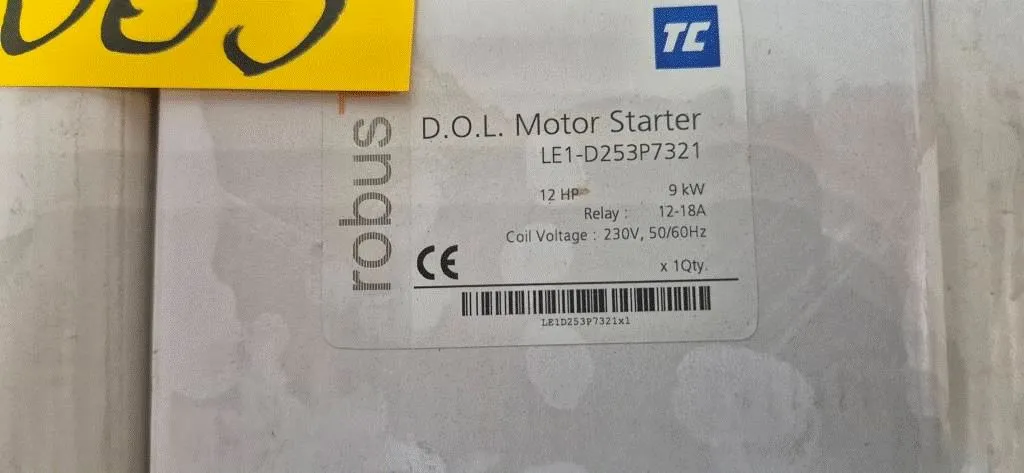 TC
robus
D.O.L. Motor Starter
LE1-D253P7321
12 HP 9 kW
Relay : 12-18A
Coil Voltage : 230V, 50/60Hz
CE
x 1Qty.
LE1D253P7321x1